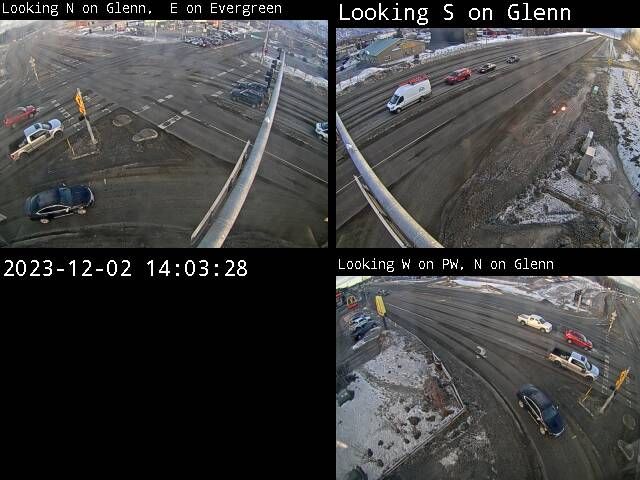 Looking N on Glenn,  E on Evergreen
Looking S on Glenn
2023-12-02 14:03:28
Looking W on PW, N on Glenn